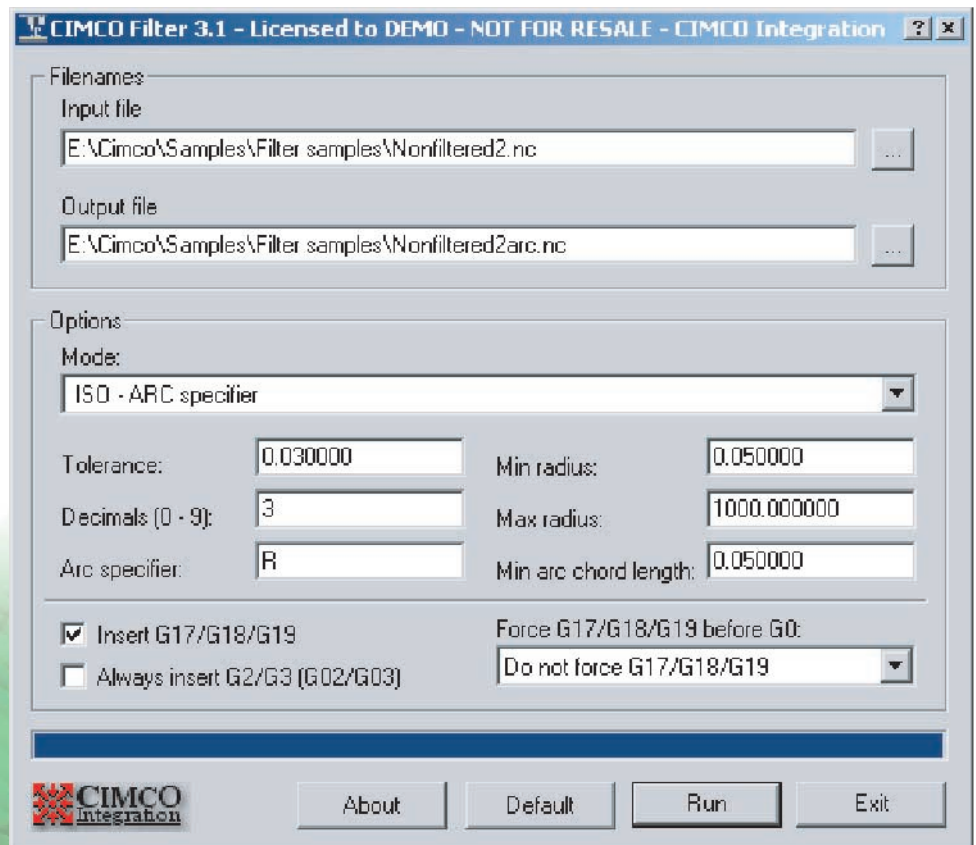 CIMCO Filter 3.1 - Licensed to DEMO - NOT FOR RESALE - CIMCO Integration
Filenames
Input file
E:\Cimco\Samples\Filter samples\Nonfiltered2.nc
...
Output file
E:\Cimco\Samples\Filter samples\Nonfiltered2arc.nc
...
Options
Mode:
ISO - ARC specifier
Tolerance: 0.030000 Min radius: 0.050000
Decimals (0 - 9): 3 Max radius: 1000.000000
Arc specifier: R Min arc chord length: 0.050000
Insert G17/G18/G19 Force G17/G18/G19 before G0:
Always insert G2/G3 (G02/G03) Do not force G17/G18/G19
CIMCO
Integration
About Default Run Exit